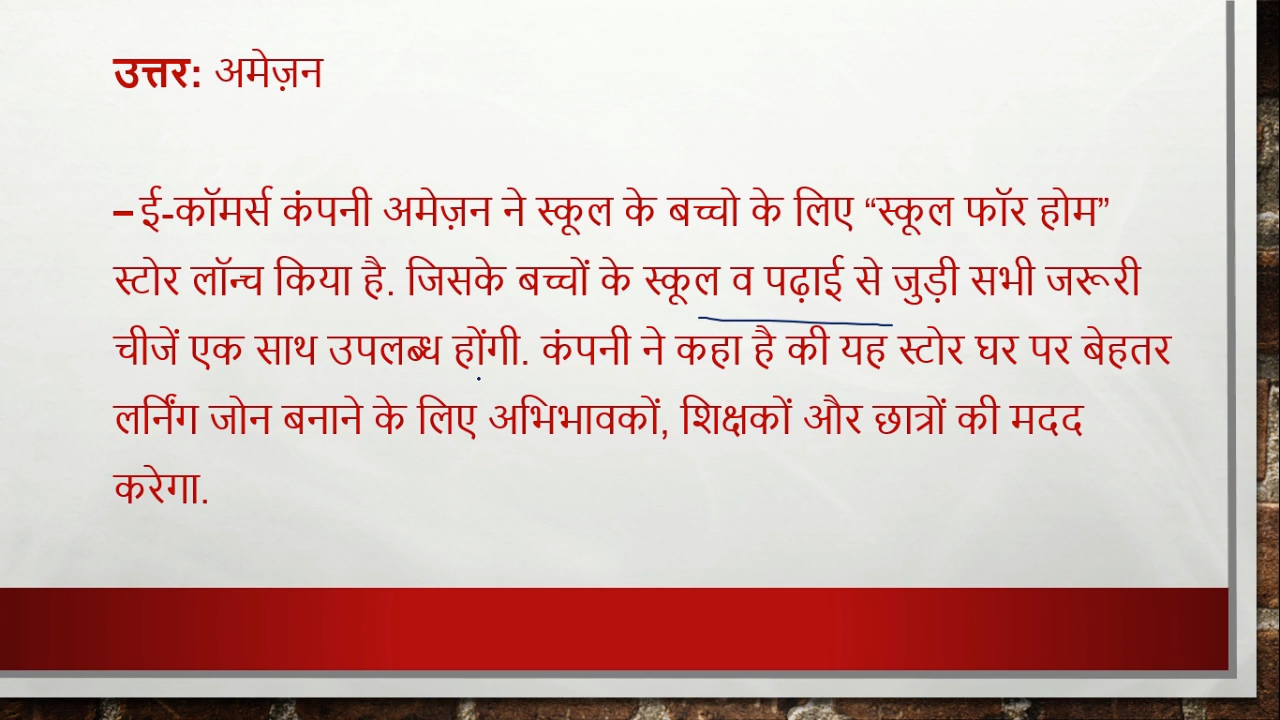 उत्तर: अमेज़न
– ई-कॉमर्स कंपनी अमेज़न ने स्कूल के बच्चो के लिए “स्कूल फॉर होम”
स्टोर लॉन्च किया है. जिसके बच्चों के स्कूल व पढ़ाई से जुड़ी सभी जरूरी
चीजें एक साथ उपलब्ध होंगी. कंपनी ने कहा है की यह स्टोर घर पर बेहतर
लर्निंग जोन बनाने के लिए अभिभावकों, शिक्षकों और छात्रों की मदद
करेगा.